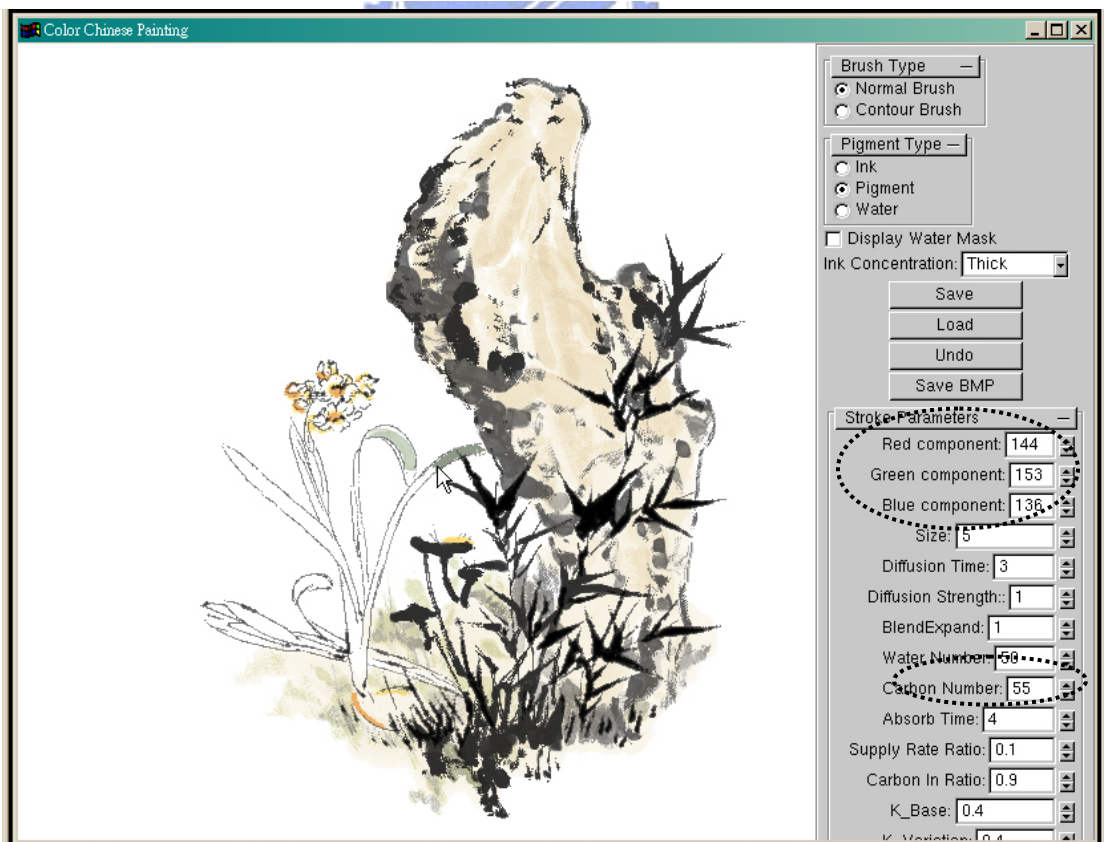 Color Chinese Painting
Brush Type
Normal Brush
Contour Brush
Pigment Type
Ink
Pigment
Water
Display Water Mask
Ink Concentration: Thick
Save
Load
Undo
Save BMP
Stroke Parameters
Red component: 144
Green component: 153
Blue component: 136
Size: 5
Diffusion Time: 3
Diffusion Strength:: 1
BlendExpand: 1
Water Number: 50
Carbon Number: 55
Absorb Time: 4
Supply Rate Ratio: 0.1
Carbon In Ratio: 0.9
K_Base: 0.4
K_Variation: 0.4